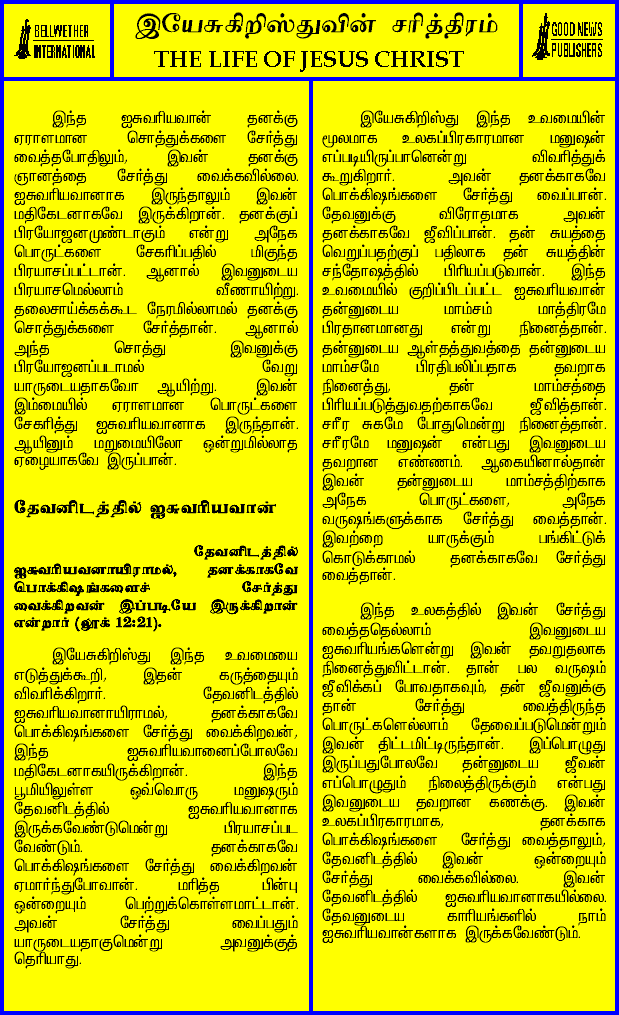 BELLWETHER
INTERNATIONAL
இயேசுகிறிஸ்துவின் சரித்திரம்
THE LIFE OF JESUS CHRIST
GOOD NEWS
PUBLISHERS
இந்த ஐசுவரியவான் தனக்கு
ஏராளமான சொத்துக்களை சேர்த்து
வைத்தபோதிலும், இவன் தனக்கு
ஞானத்தை சேர்த்து வைக்கவில்லை.
ஐசுவரியவானாக இருந்தாலும் இவன்
மதிகேடனாகவே இருக்கிறான். தனக்குப்
பிரயோஜனமுண்டாகும் என்று அநேக
பொருட்களை சேகரிப்பதில் மிகுந்த
பிரயாசப்பட்டான். ஆனால் இவனுடைய
பிரயாசமெல்லாம் வீணாயிற்று.
தலைசாய்க்கக்கூட நேரமில்லாமல் தனக்கு
சொத்துக்களை சேர்த்தான். ஆனால்
அந்த சொத்து இவனுக்கு
பிரயோஜனப்படாமல் வேறு
யாருடையதாகவோ ஆயிற்று. இவன்
இம்மையில் ஏராளமான பொருட்களை
சேகரித்து ஐசுவரியவானாக இருந்தான்.
ஆயினும் மறுமையிலோ ஒன்றுமில்லாத
ஏழையாகவே இருப்பான்.
தேவனிடத்தில் ஐசுவரியவான்
தேவனிடத்தில்
ஐசுவரியவனாயிராமல், தனக்காகவே
பொக்கிஷங்களைச் சேர்த்து
வைக்கிறவன் இப்படியே இருக்கிறான்
என்றார் (லூக் 12:21).
இயேசுகிறிஸ்து இந்த உவமையை
எடுத்துக்கூறி, இதன் கருத்தையும்
விவரிக்கிறார். தேவனிடத்தில்
ஐசுவரியவானாயிராமல், தனக்காகவே
பொக்கிஷங்களை சேர்த்து வைக்கிறவன்,
இந்த ஐசுவரியவானைப்போலவே
மதிகேடனாகயிருக்கிறான். இந்த
பூமியிலுள்ள ஒவ்வொரு மனுஷரும்
தேவனிடத்தில் ஐசுவரியவானாக
இருக்கவேண்டுமென்று பிரயாசப்பட
வேண்டும். தனக்காகவே
பொக்கிஷங்களை சேர்த்து வைக்கிறவன்
ஏமார்ந்துபோவான். மரித்த பின்பு
ஒன்றையும் பெற்றுக்கொள்ளமாட்டான்.
அவன் சேர்த்து வைப்பதும்
யாருடையதாகுமென்று அவனுக்குத்
தெரியாது.
இயேசுகிறிஸ்து இந்த உவமையின்
மூலமாக உலகப்பிரகாரமான மனுஷன்
எப்படியிருப்பானென்று விவரித்துக்
கூறுகிறார். அவன் தனக்காகவே
பொக்கிஷங்களை சேர்த்து வைப்பான்.
தேவனுக்கு விரோதமாக அவன்
தனக்காகவே ஜீவிப்பான். தன் சுயத்தை
வெறுப்பதற்குப் பதிலாக தன் சுயத்தின்
சந்தோஷத்தில் பிரியப்படுவான். இந்த
உவமையில் குறிப்பிடப்பட்ட ஐசுவரியவான்
தன்னுடைய மாம்சம் மாத்திரமே
பிரதானமானது என்று நினைத்தான்.
தன்னுடைய ஆள்தத்துவத்தை தன்னுடைய
மாம்சமே பிரதிபலிப்பதாக தவறாக
நினைத்து, தன் மாம்சத்தை
பிரியப்படுத்துவதற்காகவே ஜீவித்தான்.
சரீர சுகமே போதுமென்று நினைத்தான்.
சரீரமே மனுஷன் என்பது இவனுடைய
தவறான எண்ணம். ஆகையினால்தான்
இவன் தன்னுடைய மாம்சத்திற்காக
அநேக பொருட்களை, அநேக
வருஷங்களுக்காக சேர்த்து வைத்தான்.
இவற்றை யாருக்கும் பங்கிட்டுக்
கொடுக்காமல் தனக்காகவே சேர்த்து
வைத்தான்.
இந்த உலகத்தில் இவன் சேர்த்து
வைத்ததெல்லாம் இவனுடைய
ஐசுவரியங்களென்று இவன் தவறுதலாக
நினைத்துவிட்டான். தான் பல வருஷம்
ஜீவிக்கப் போவதாகவும், தன் ஜீவனுக்கு
தான் சேர்த்து வைத்திருந்த
பொருட்களெல்லாம் தேவைப்படுமென்றும்
இவன் திட்டமிட்டிருந்தான். இப்பொழுது
இருப்பதுபோலவே தன்னுடைய ஜீவன்
எப்பொழுதும் நிலைத்திருக்கும் என்பது
இவனுடைய தவறான கணக்கு. இவன்
உலகப்பிரகாரமாக, தனக்காக
பொக்கிஷங்களை சேர்த்து வைத்தாலும்,
தேவனிடத்தில் இவன் ஒன்றையும்
சேர்த்து வைக்கவில்லை. இவன்
தேவனிடத்தில் ஐசுவரியவானாகயில்லை.
தேவனுடைய காரியங்களில் நாம்
ஐசுவரியவான்களாக இருக்கவேண்டும்.